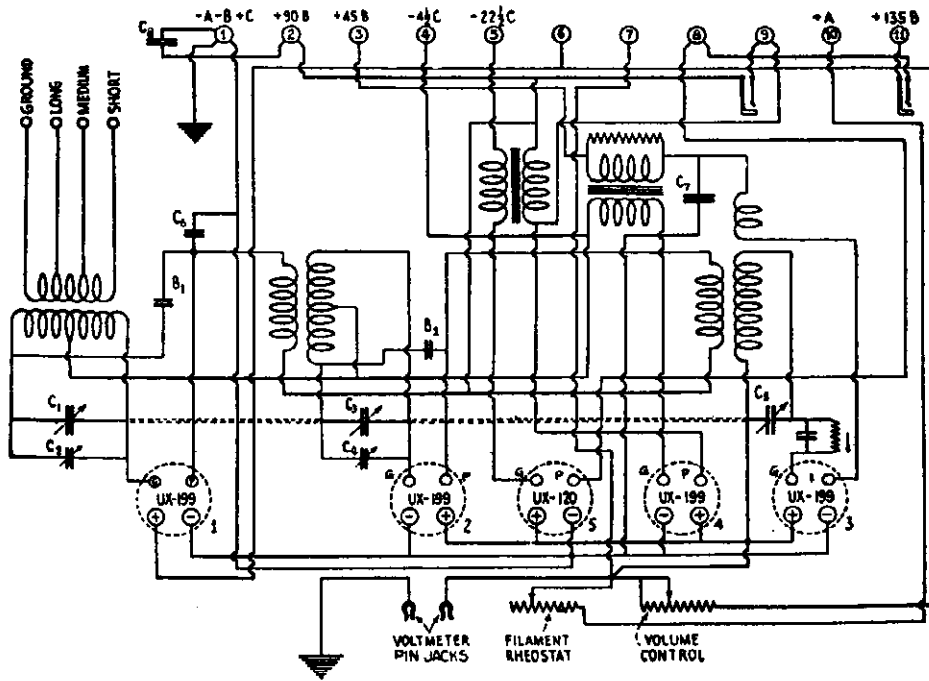 -A-B+C +90 B +45 B -4½ C -22½ C +A +135 B
1 2 3 4 5 6 7 8 9 10 11
C8
GROUND
LONG
MEDIUM
SHORT
C6
C7
B1
B2
C1
C3
C5
C2
C4
G P
UX-199
+ -
1
G P
UX-199
- +
2
G P
UX-120
+ -
5
G P
UX-199
- +
4
G
UX-199
+ -
3
VOLTMETER
PIN JACKS
FILAMENT
RHEOSTAT
VOLUME
CONTROL